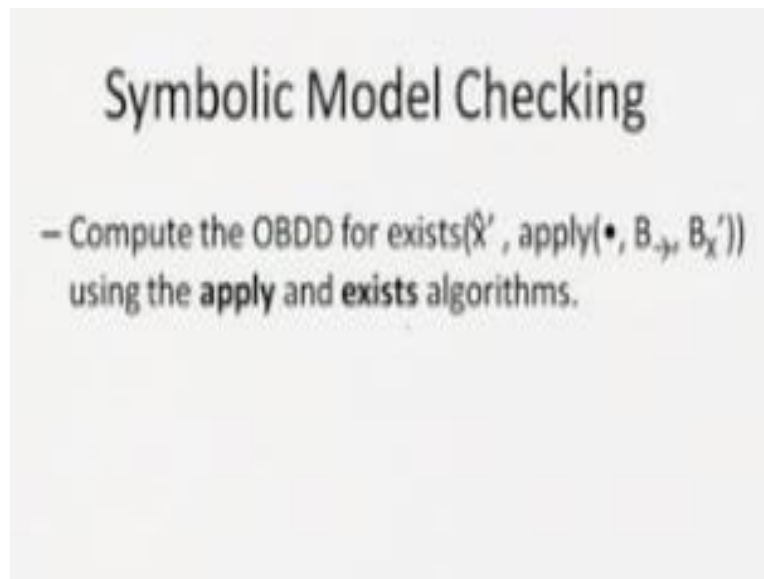 Symbolic Model Checking
– Compute the OBDD for exists(x̂′ , apply(•, B→, Bx′))
using the apply and exists algorithms.